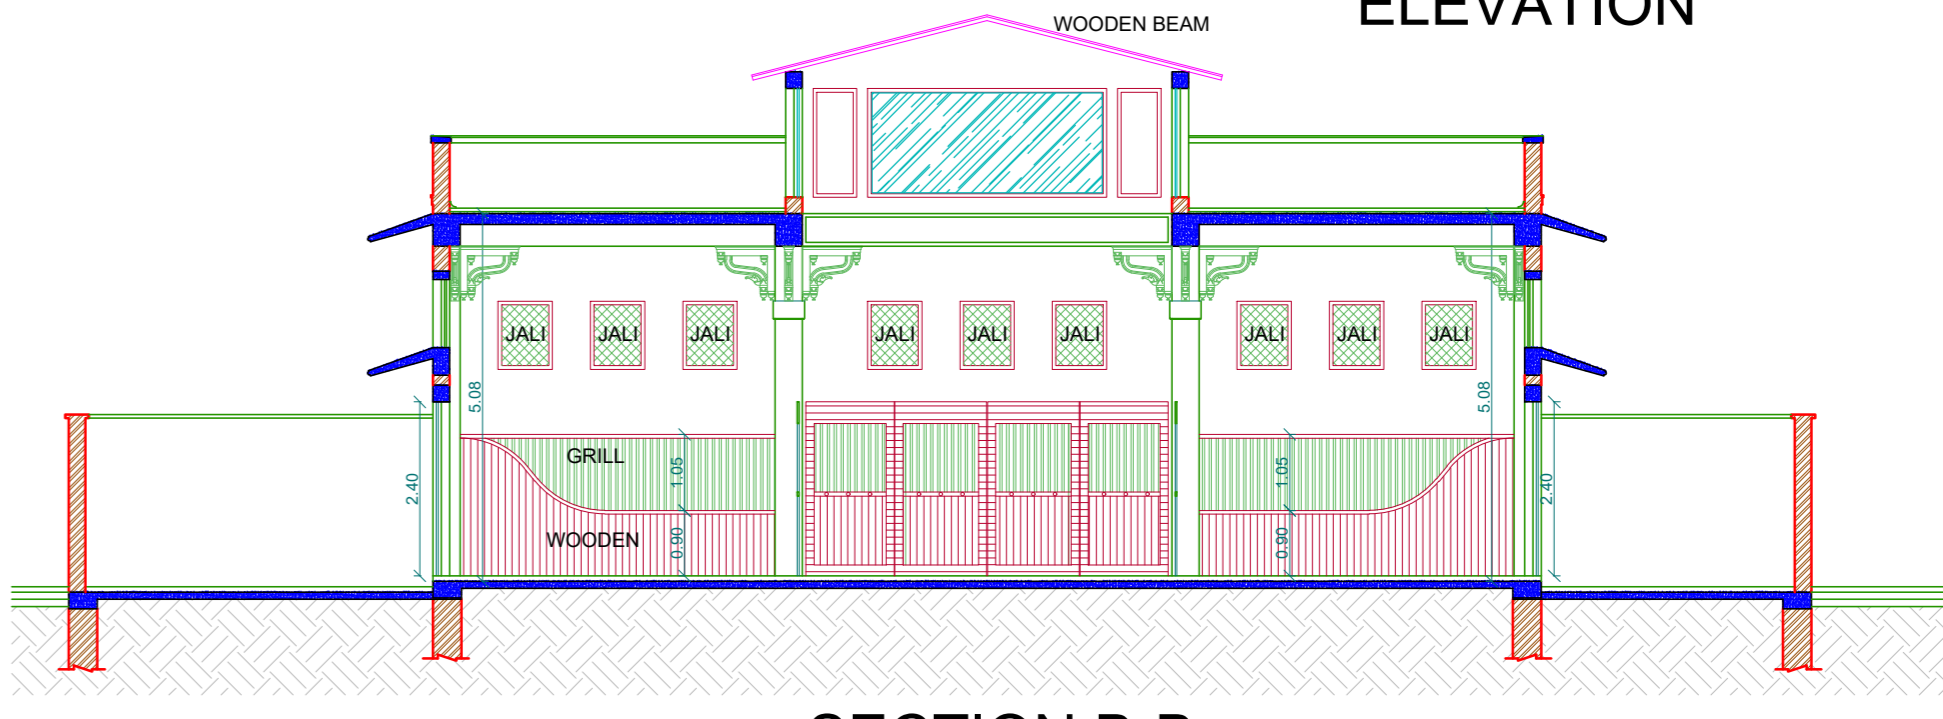 ELEVATION
WOODEN BEAM
JALI JALI JALI JALI JALI JALI JALI JALI JALI
5.08 5.08
GRILL 1.05 1.05
2.40 2.40
WOODEN 0.90 0.90
SECTION B-B